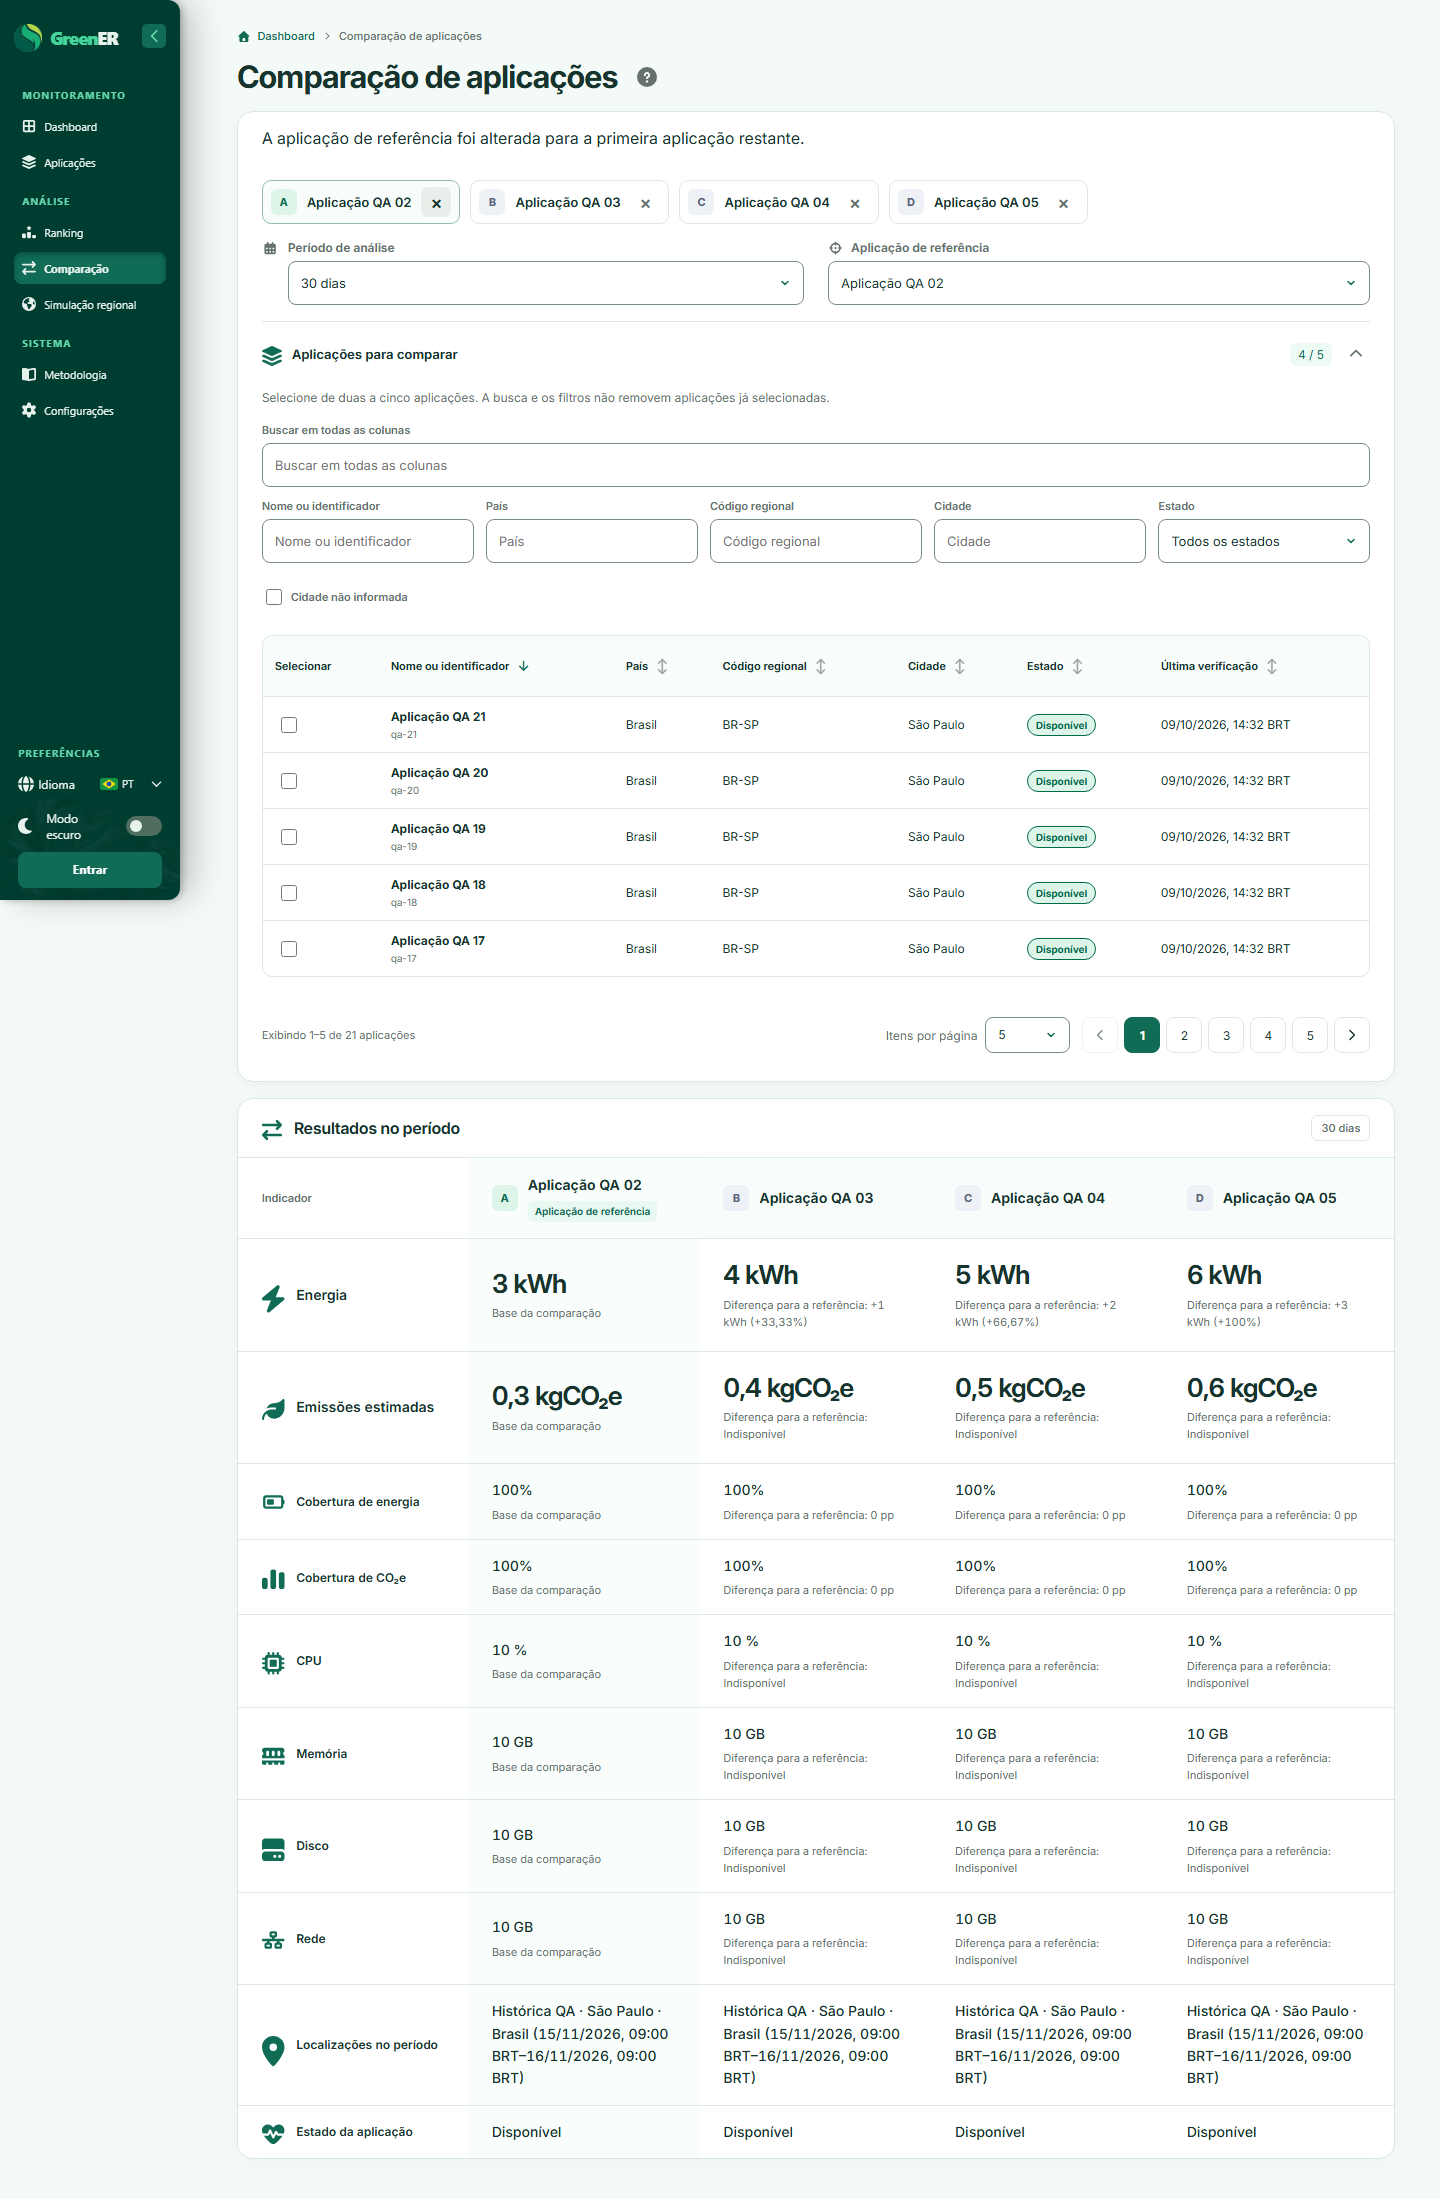 GreenER
MONITORAMENTO
Dashboard
Aplicações
ANÁLISE
Ranking
Comparação
Simulação regional
SISTEMA
Metodologia
Configurações
PREFERÊNCIAS
Idioma PT
Modo
escuro
Entrar
Dashboard > Comparação de aplicações
Comparação de aplicações ?
A aplicação de referência foi alterada para a primeira aplicação restante.
A Aplicação QA 02 × B Aplicação QA 03 × C Aplicação QA 04 × D Aplicação QA 05 ×
Período de análise Aplicação de referência
30 dias Aplicação QA 02
Aplicações para comparar 4 / 5
Selecione de duas a cinco aplicações. A busca e os filtros não removem aplicações já selecionadas.
Buscar em todas as colunas
Buscar em todas as colunas
Nome ou identificador País Código regional Cidade Estado
Nome ou identificador País Código regional Cidade Todos os estados
Cidade não informada
Selecionar Nome ou identificador País Código regional Cidade Estado Última verificação
Aplicação QA 21
qa-21 Brasil BR-SP São Paulo Disponível 09/10/2026, 14:32 BRT
Aplicação QA 20
qa-20 Brasil BR-SP São Paulo Disponível 09/10/2026, 14:32 BRT
Aplicação QA 19
qa-19 Brasil BR-SP São Paulo Disponível 09/10/2026, 14:32 BRT
Aplicação QA 18
qa-18 Brasil BR-SP São Paulo Disponível 09/10/2026, 14:32 BRT
Aplicação QA 17
qa-17 Brasil BR-SP São Paulo Disponível 09/10/2026, 14:32 BRT
Exibindo 1–5 de 21 aplicações Itens por página 5 1 2 3 4 5
Resultados no período 30 dias
Indicador A Aplicação QA 02 B Aplicação QA 03 C Aplicação QA 04 D Aplicação QA 05
Aplicação de referência
Energia 3 kWh 4 kWh 5 kWh 6 kWh
Base da comparação Diferença para a referência: +1 Diferença para a referência: +2 Diferença para a referência: +3
kWh (+33,33%) kWh (+66,67%) kWh (+100%)
Emissões estimadas 0,3 kgCO₂e 0,4 kgCO₂e 0,5 kgCO₂e 0,6 kgCO₂e
Base da comparação Diferença para a referência: Diferença para a referência: Diferença para a referência:
Indisponível Indisponível Indisponível
Cobertura de energia 100% 100% 100% 100%
Base da comparação Diferença para a referência: 0 pp Diferença para a referência: 0 pp Diferença para a referência: 0 pp
Cobertura de CO₂e 100% 100% 100% 100%
Base da comparação Diferença para a referência: 0 pp Diferença para a referência: 0 pp Diferença para a referência: 0 pp
CPU 10 % 10 % 10 % 10 %
Base da comparação Diferença para a referência: Diferença para a referência: Diferença para a referência:
Indisponível Indisponível Indisponível
Memória 10 GB 10 GB 10 GB 10 GB
Base da comparação Diferença para a referência: Diferença para a referência: Diferença para a referência:
Indisponível Indisponível Indisponível
Disco 10 GB 10 GB 10 GB 10 GB
Base da comparação Diferença para a referência: Diferença para a referência: Diferença para a referência:
Indisponível Indisponível Indisponível
Rede 10 GB 10 GB 10 GB 10 GB
Base da comparação Diferença para a referência: Diferença para a referência: Diferença para a referência:
Indisponível Indisponível Indisponível
Localizações no período Histórica QA · São Paulo · Histórica QA · São Paulo · Histórica QA · São Paulo · Histórica QA · São Paulo ·
Brasil (15/11/2026, 09:00 Brasil (15/11/2026, 09:00 Brasil (15/11/2026, 09:00 Brasil (15/11/2026, 09:00
BRT–16/11/2026, 09:00 BRT–16/11/2026, 09:00 BRT–16/11/2026, 09:00 BRT–16/11/2026, 09:00
BRT) BRT) BRT) BRT)
Estado da aplicação Disponível Disponível Disponível Disponível